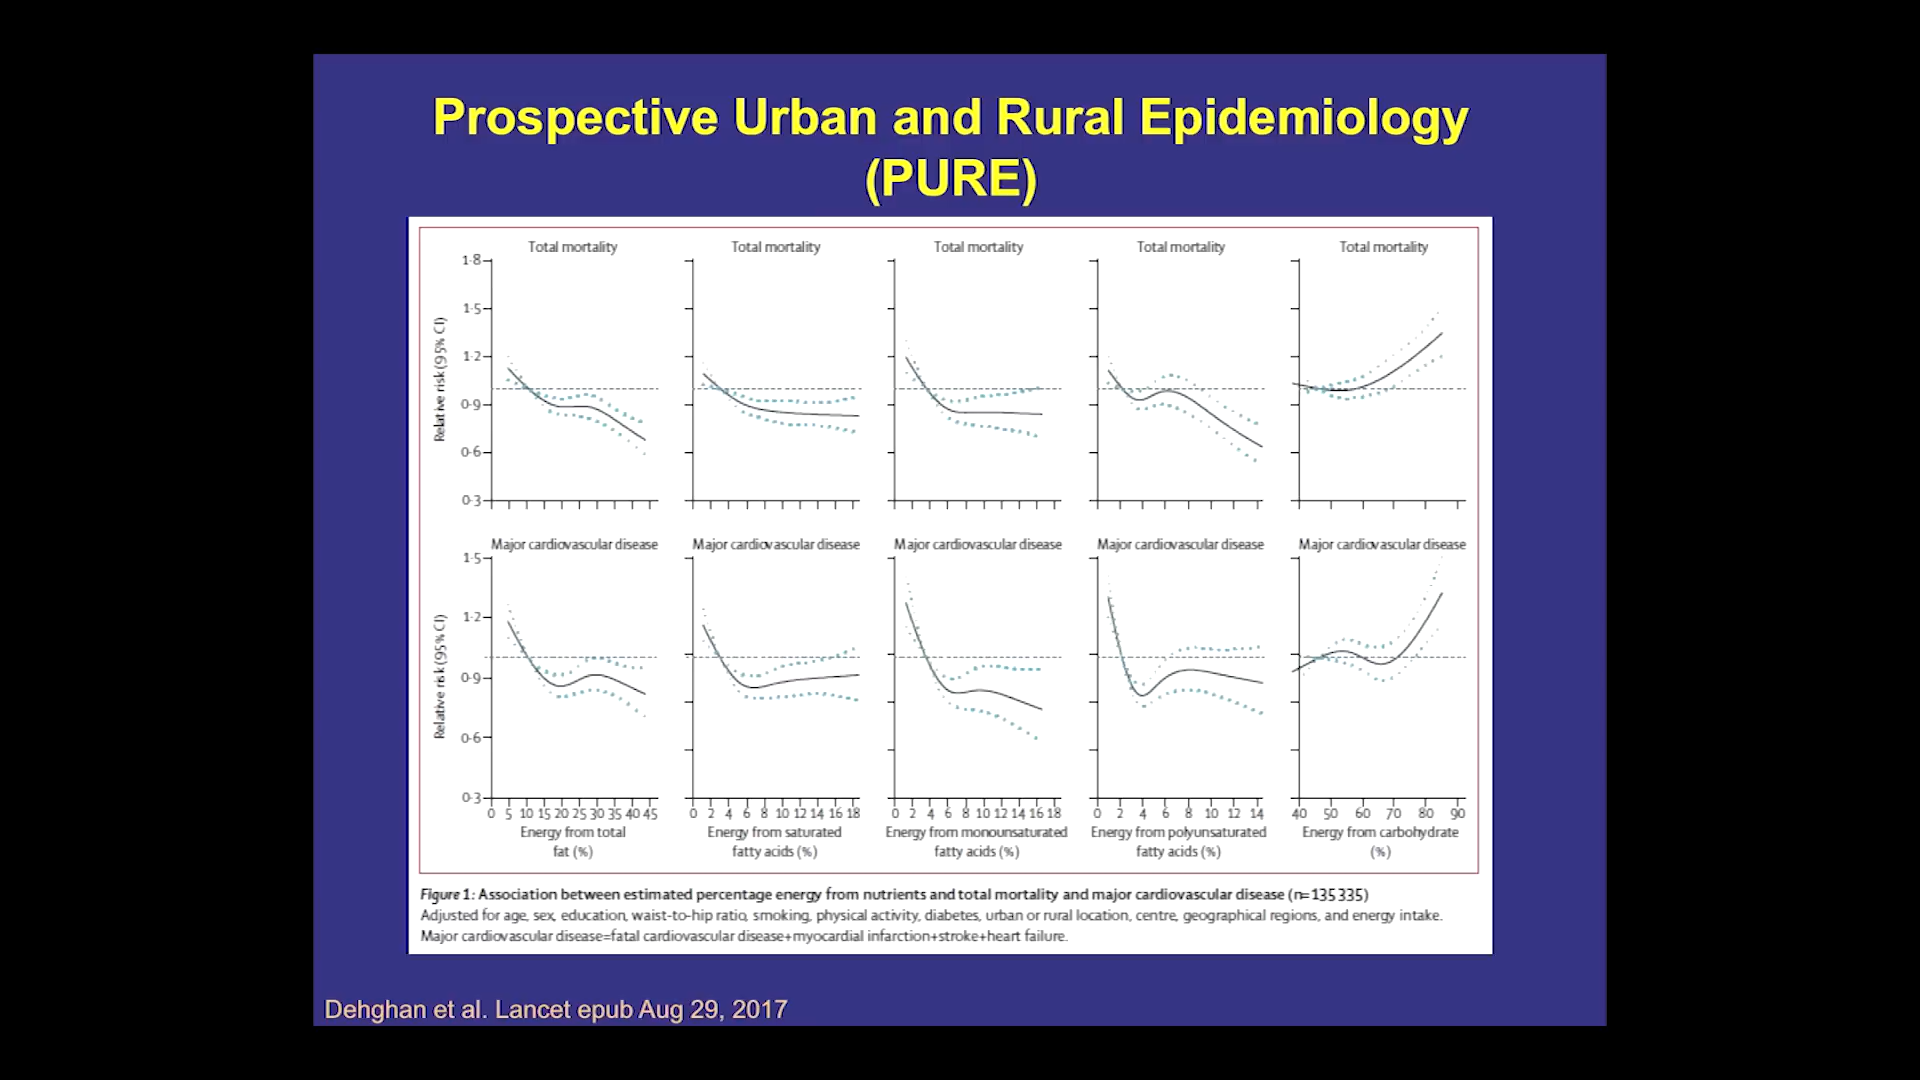 Prospective Urban and Rural Epidemiology
(PURE)
Total mortality Total mortality Total mortality Total mortality Total mortality
1·8
1·5
1·2
0·9
0·6
0·3
Relative risk (95% CI)
Major cardiovascular disease Major cardiovascular disease Major cardiovascular disease Major cardiovascular disease Major cardiovascular disease
1·5
1·2
0·9
0·6
0·3
Relative risk (95% CI)
0 5 10 15 20 25 30 35 40 45 0 2 4 6 8 10 12 14 16 18 0 2 4 6 8 10 12 14 16 18 0 2 4 6 8 10 12 14 40 50 60 70 80 90
Energy from total Energy from saturated Energy from monounsaturated Energy from polyunsaturated Energy from carbohydrate
fat (%) fatty acids (%) fatty acids (%) fatty acids (%) (%)
Figure 1: Association between estimated percentage energy from nutrients and total mortality and major cardiovascular disease (n=135 335)
Adjusted for age, sex, education, waist-to-hip ratio, smoking, physical activity, diabetes, urban or rural location, centre, geographical regions, and energy intake.
Major cardiovascular disease=fatal cardiovascular disease+myocardial infarction+stroke+heart failure.
Dehghan et al. Lancet epub Aug 29, 2017